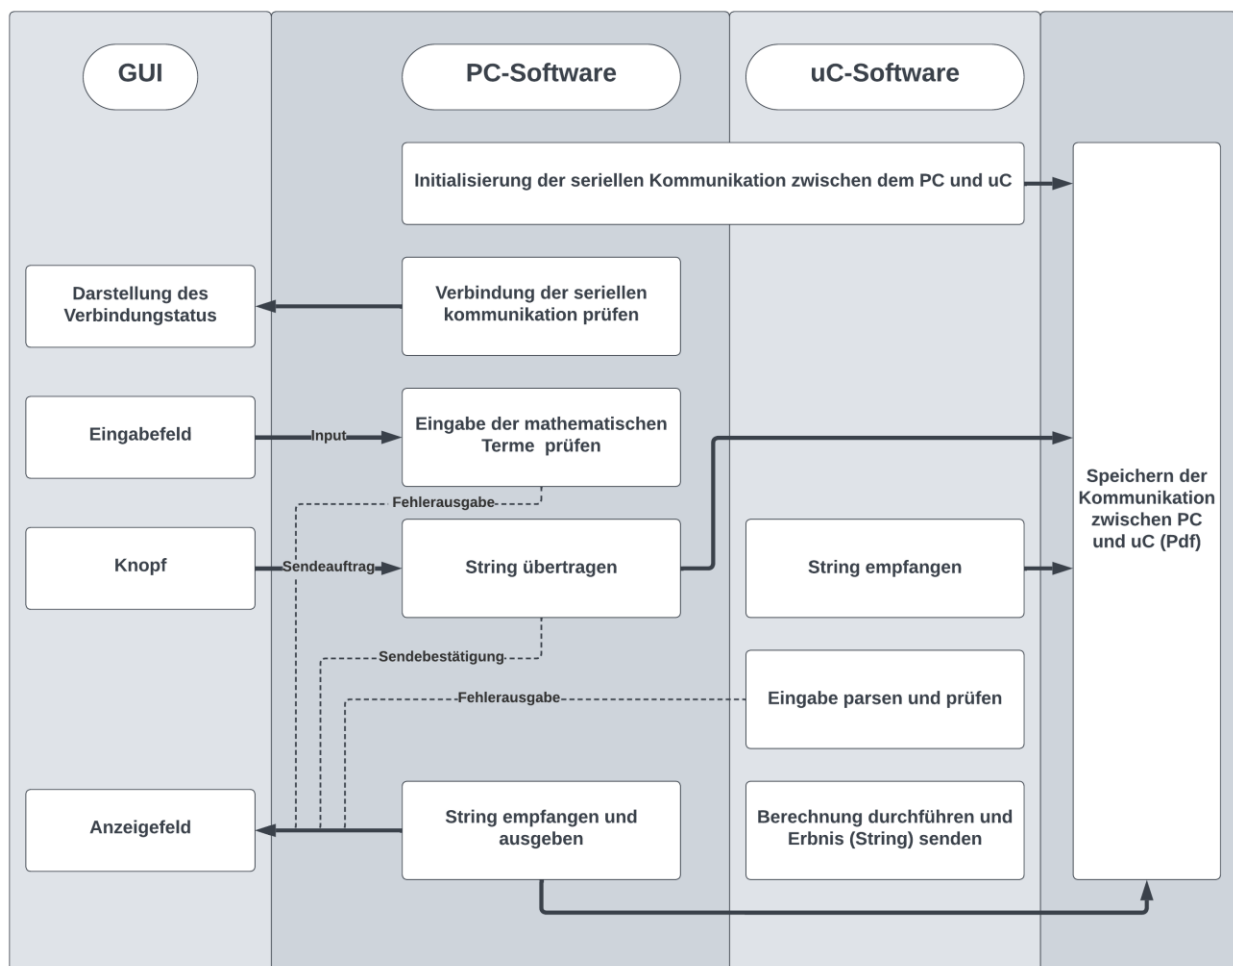 GUI
PC-Software
uC-Software
Initialisierung der seriellen Kommunikation zwischen dem PC und uC
Darstellung des
Verbindungstatus
Verbindung der seriellen
kommunikation prüfen
Eingabefeld
Input
Eingabe der mathematischen
Terme prüfen
Fehlerausgabe
Speichern der
Kommunikation
zwischen PC
und uC (Pdf)
Knopf
Sendeauftrag
String übertragen
String empfangen
Sendebestätigung
Fehlerausgabe
Eingabe parsen und prüfen
Anzeigefeld
String empfangen und
ausgeben
Berechnung durchführen und
Erbnis (String) senden